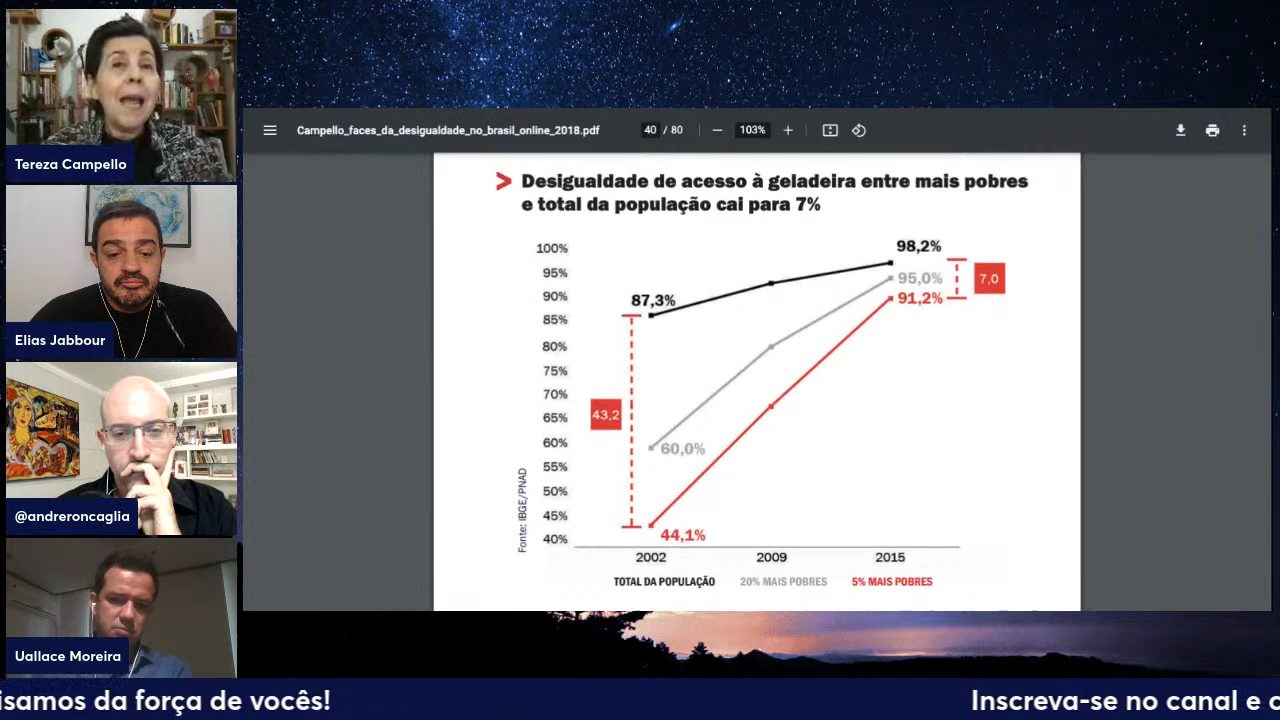 Tereza Campello
Elias Jabbour
@andreroncaglia
Uallace Moreira
Campello_faces_da_desigualdade_no_brasil_online_2018.pdf
40 / 80
103%
> Desigualdade de acesso à geladeira entre mais pobres
e total da população cai para 7%
100%
95%
90%
85%
80%
75%
70%
65%
60%
55%
50%
45%
40%
Fonte: IBGE/PNAD
87,3%
98,2%
95,0%
91,2%
7,0
43,2
60,0%
44,1%
2002 2009 2015
TOTAL DA POPULAÇÃO 20% MAIS POBRES 5% MAIS POBRES
isamos da força de vocês! Inscreva-se no canal e